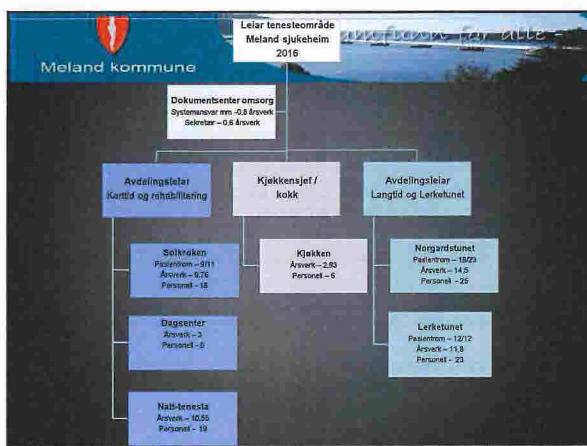 Leiar tenesteområde
Meland sjukeheim
2016
samfunn for alle -
Meland kommune
Dokumentsenter omsorg
Systemansvar mm -0,8 årsverk
Sekretær – 0,6 årsverk
Avdelingsleiar
Korttid og rehabilitering
Kjøkkensjef /
kokk
Avdelingsleiar
Langtid og Lerketunet
Solkroken
Pasientrom – 9/11
Årsverk – 9,76
Personell – 18
Kjøkken
Årsverk – 2,93
Personell – 6
Norgardstunet
Pasientrom – 18/23
Årsverk – 14,5
Personell - 25
Dagsenter
Årsverk – 3
Personell –
Lerketunet
Pasientrom – 12/12
Årsverk – 11,8
Personell - 23
Natt-tenesta
Årsverk – 10,55
Personell – 19